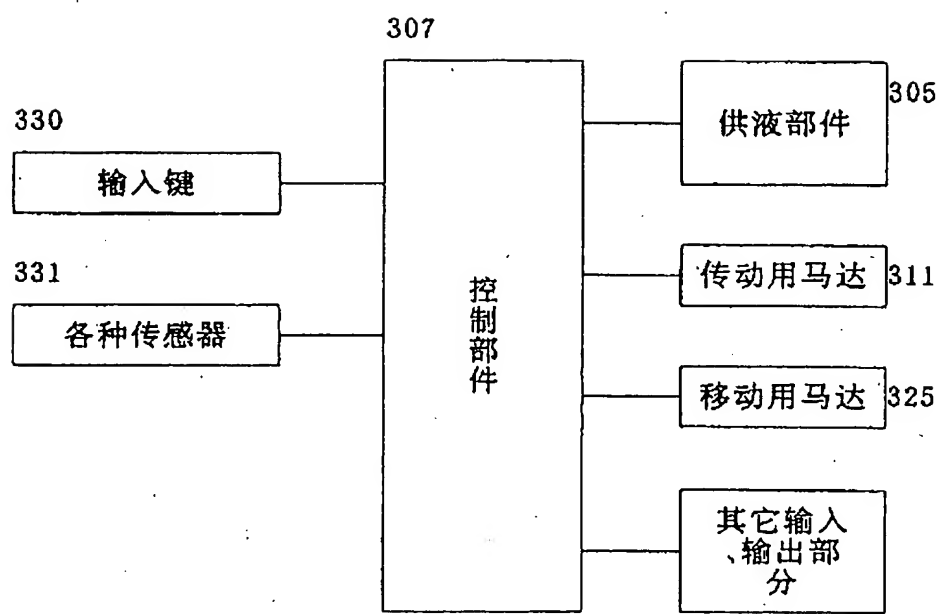 307
330
输入键
331
各种传感器
控制部件
供液部件
305
传动用马达
311
移动用马达
325
其它输入
、输出部
分